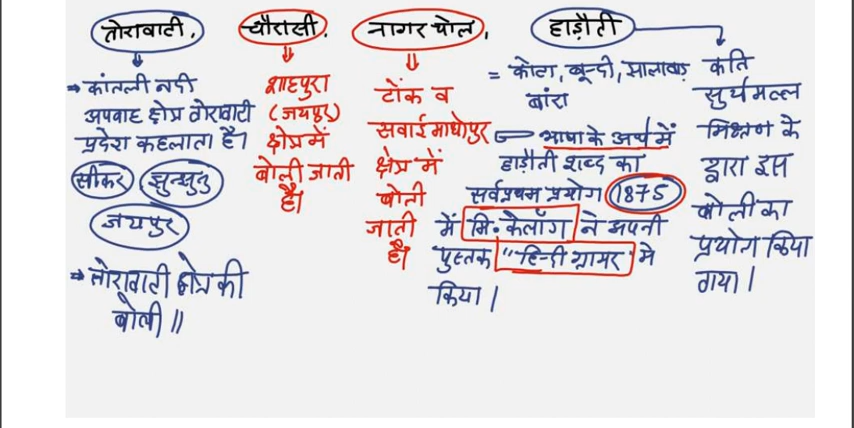 तोरावाटी.
⇒ कांतली नदी
अपवाह क्षेत्र तोरावाटी
प्रदेश कहलाता है।
सीकर झुन्झुनु
जयपुर
⇒ तोरावाटी क्षेत्र की
बोली ॥
चौरासी.
शाहपुरा
(जयपुर)
क्षेत्र में
बोली जाती
है।
नागर चोल.
टोंक व
सवाई माधोपुर
क्षेत्र में
बोली
जाती
है।
हाड़ौती
= कोटा, बून्दी, झालावाड़
बांरा
भाषा के अर्थ में
हाड़ौती शब्द का
सर्वप्रथम प्रयोग 1875
में मि. केलॉग ने अपनी
पुस्तक "हिन्दी ग्रामर" में
किया।
कवि
सुर्यमल्ल
मिश्रण के
द्वारा इस
बोली का
प्रयोग किया
गया।